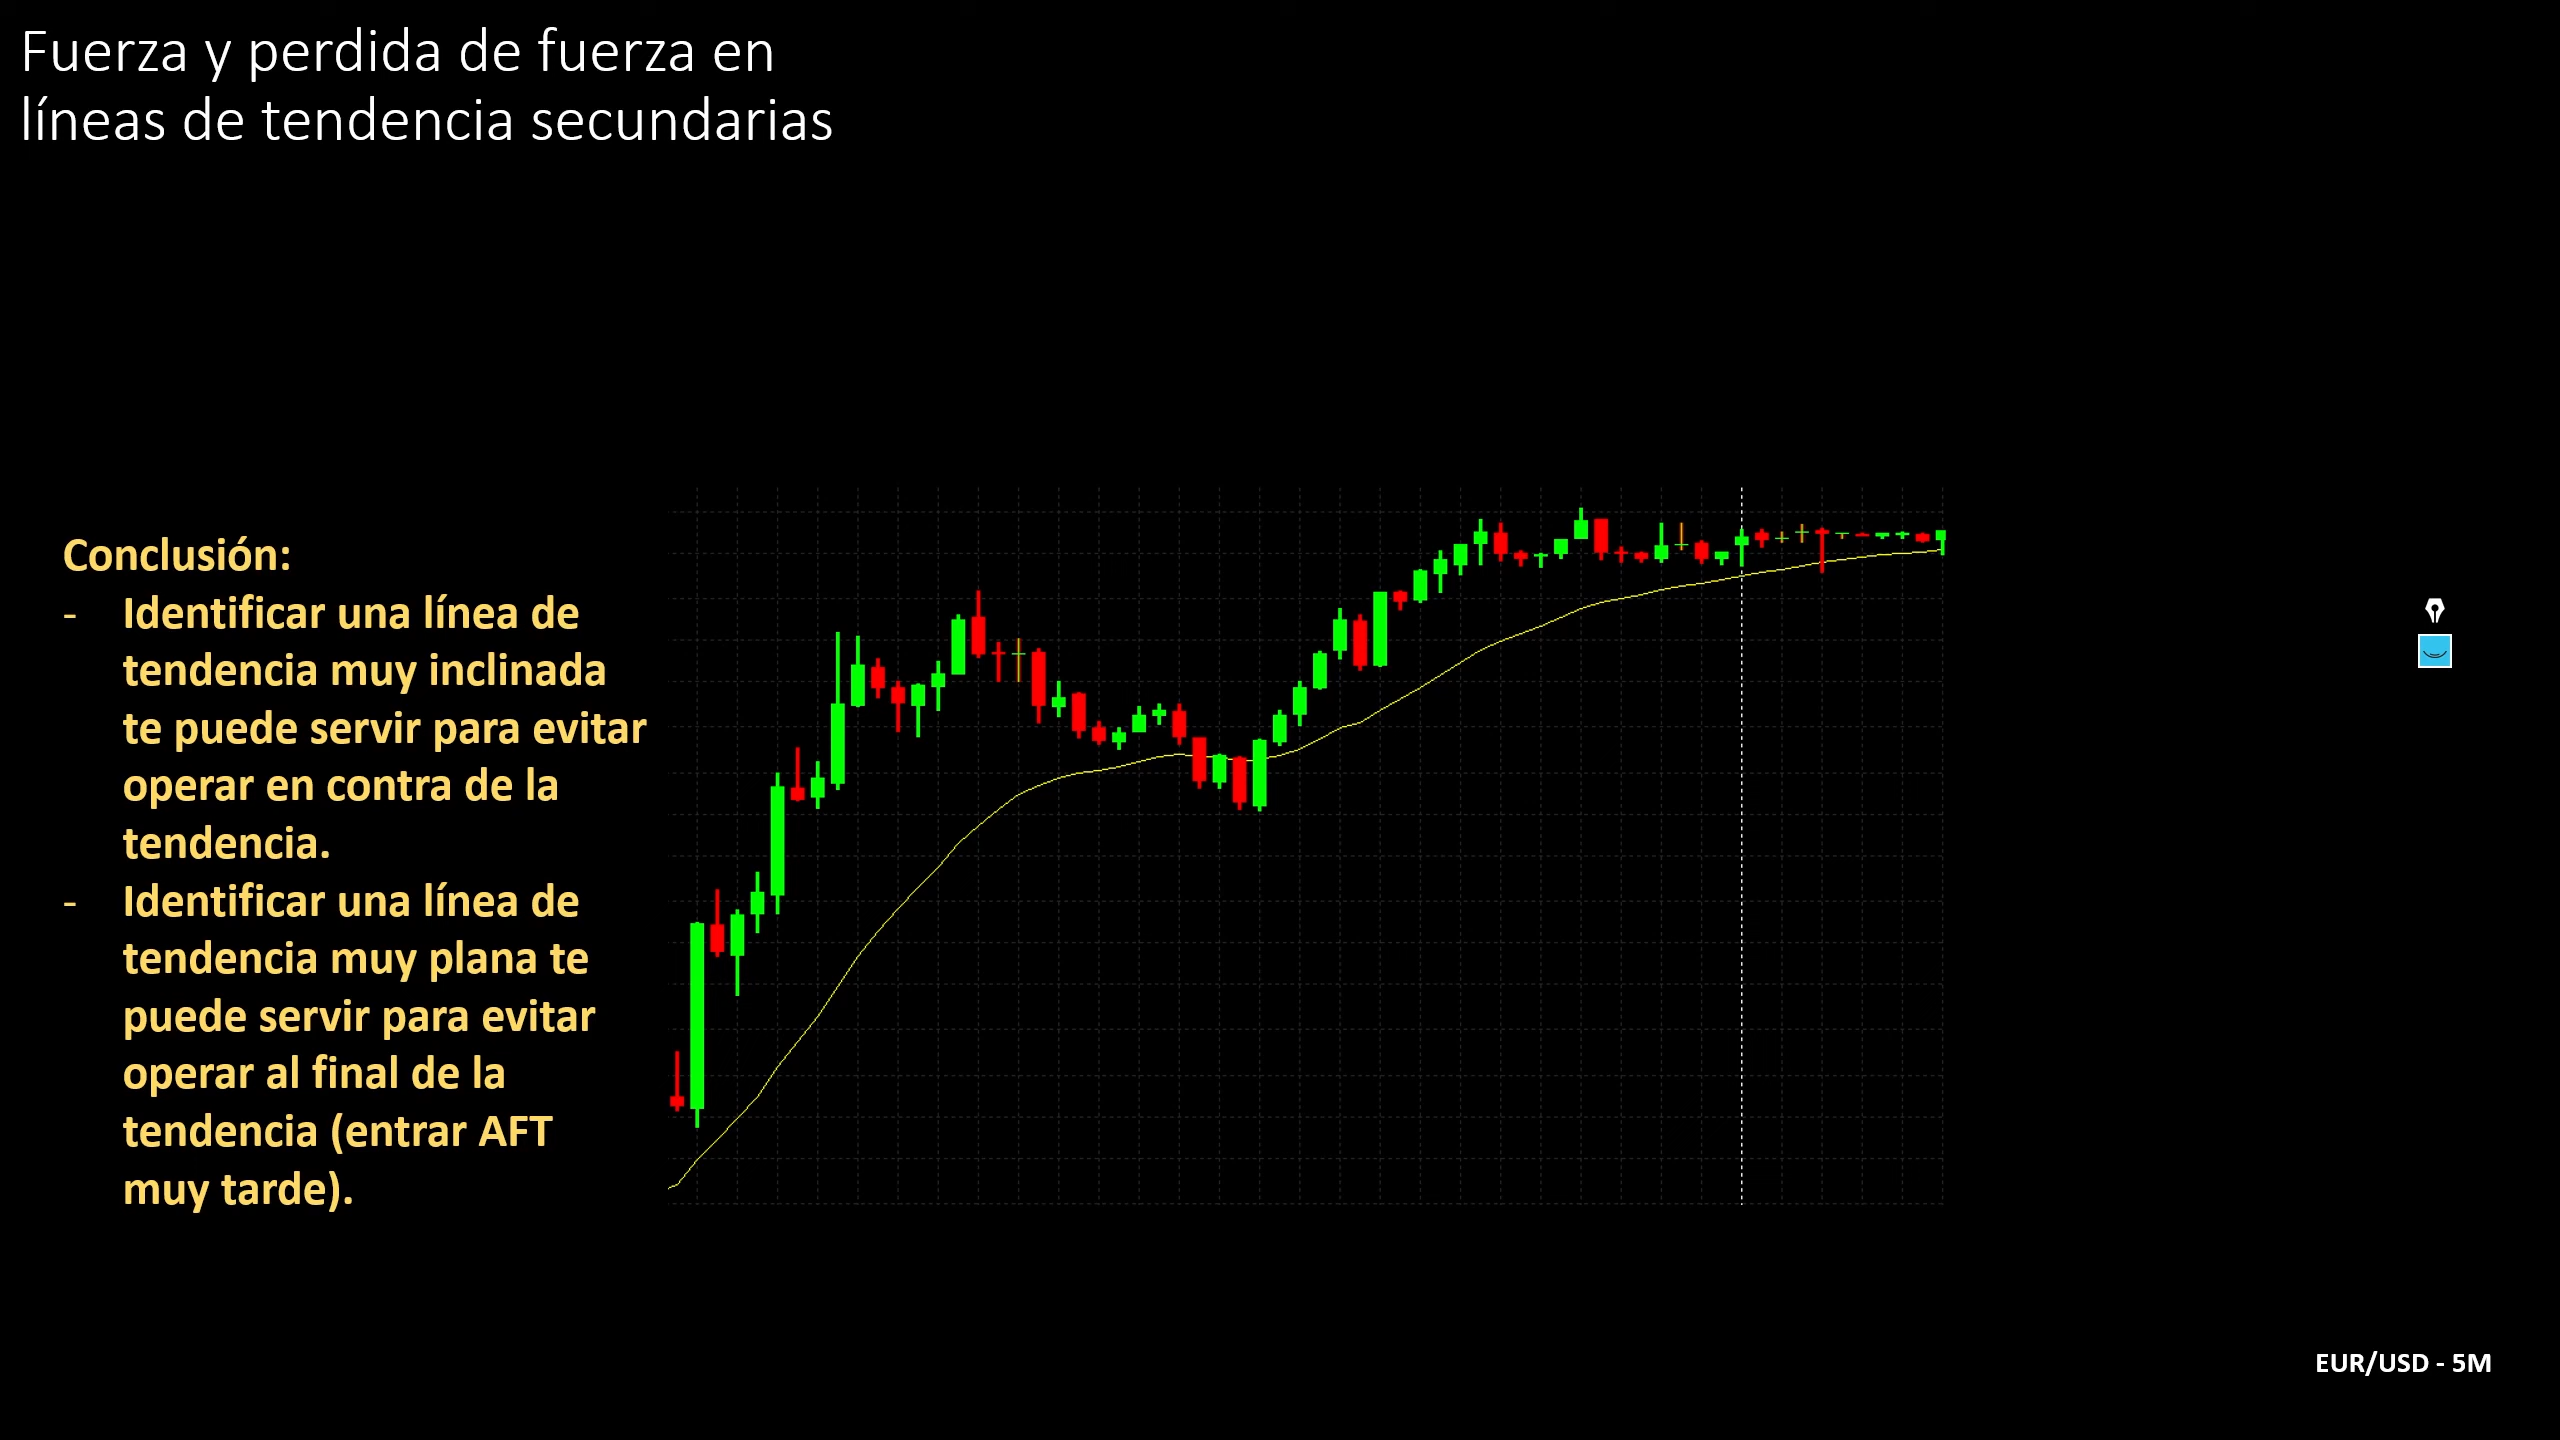 Fuerza y perdida de fuerza en
líneas de tendencia secundarias
Conclusión:
- Identificar una línea de
tendencia muy inclinada
te puede servir para evitar
operar en contra de la
tendencia.
- Identificar una línea de
tendencia muy plana te
puede servir para evitar
operar al final de la
tendencia (entrar AFT
muy tarde).
EUR/USD - 5M